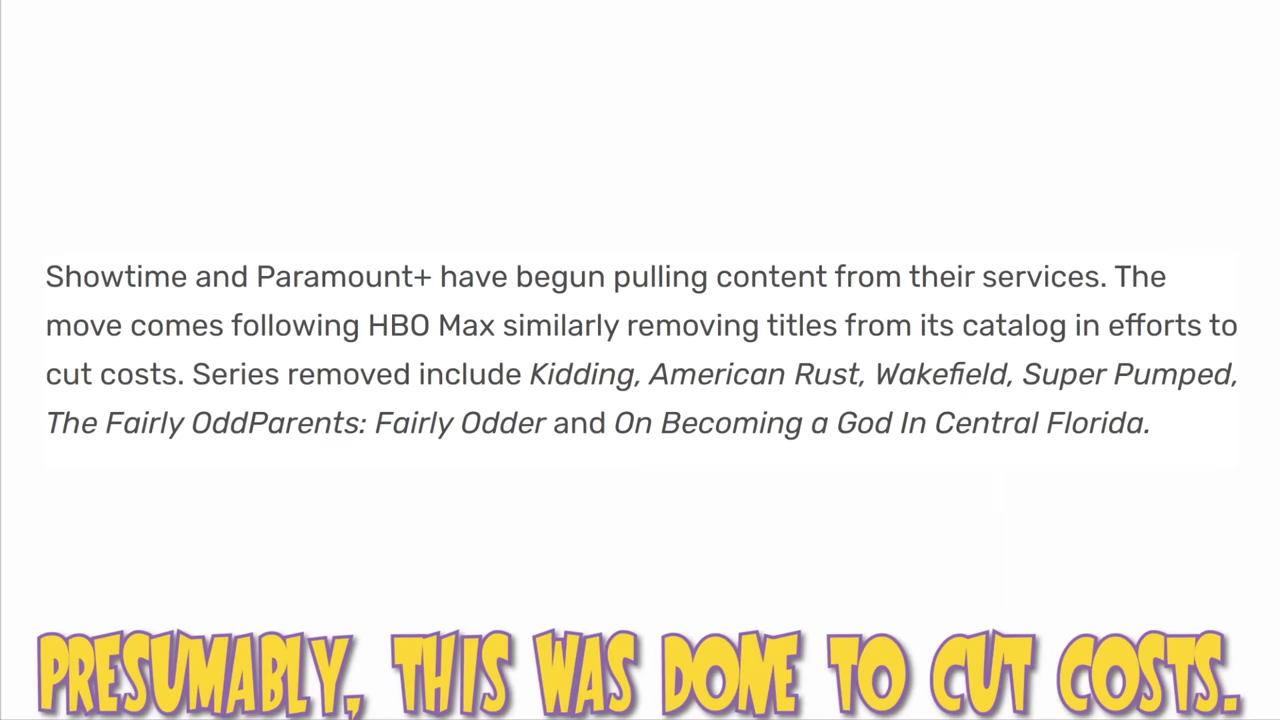 Showtime and Paramount+ have begun pulling content from their services. The
move comes following HBO Max similarly removing titles from its catalog in efforts to
cut costs. Series removed include Kidding, American Rust, Wakefield, Super Pumped,
The Fairly OddParents: Fairly Odder and On Becoming a God In Central Florida.
PRESUMABLY, THIS WAS DONE TO CUT COSTS.